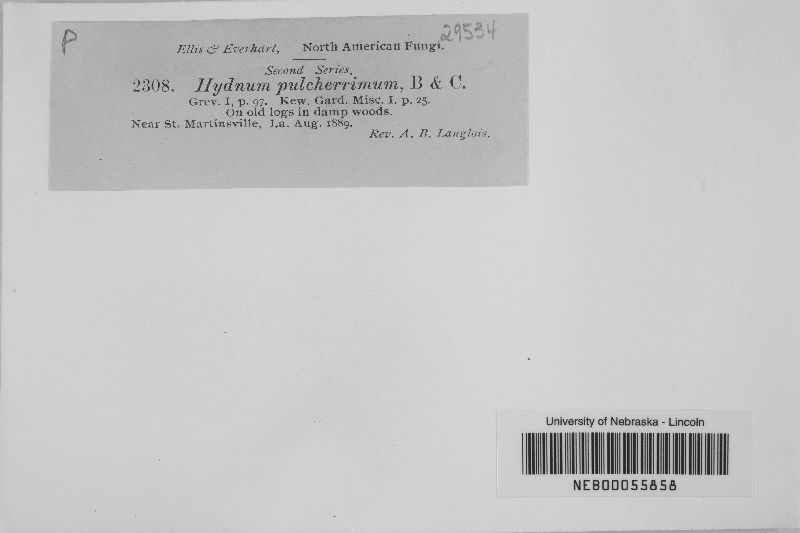 P
29534
Ellis & Everhart, North American Fungi.
Second Series.
2308. Hydnum pulcherrimum, B & C.
Grev. I, p. 97. Kew. Gard. Misc. I. p. 25.
On old logs in damp woods.
Near St. Martinsville, La. Aug. 1889.
Rev. A. B. Langlois.
University of Nebraska - Lincoln
NEB00055858